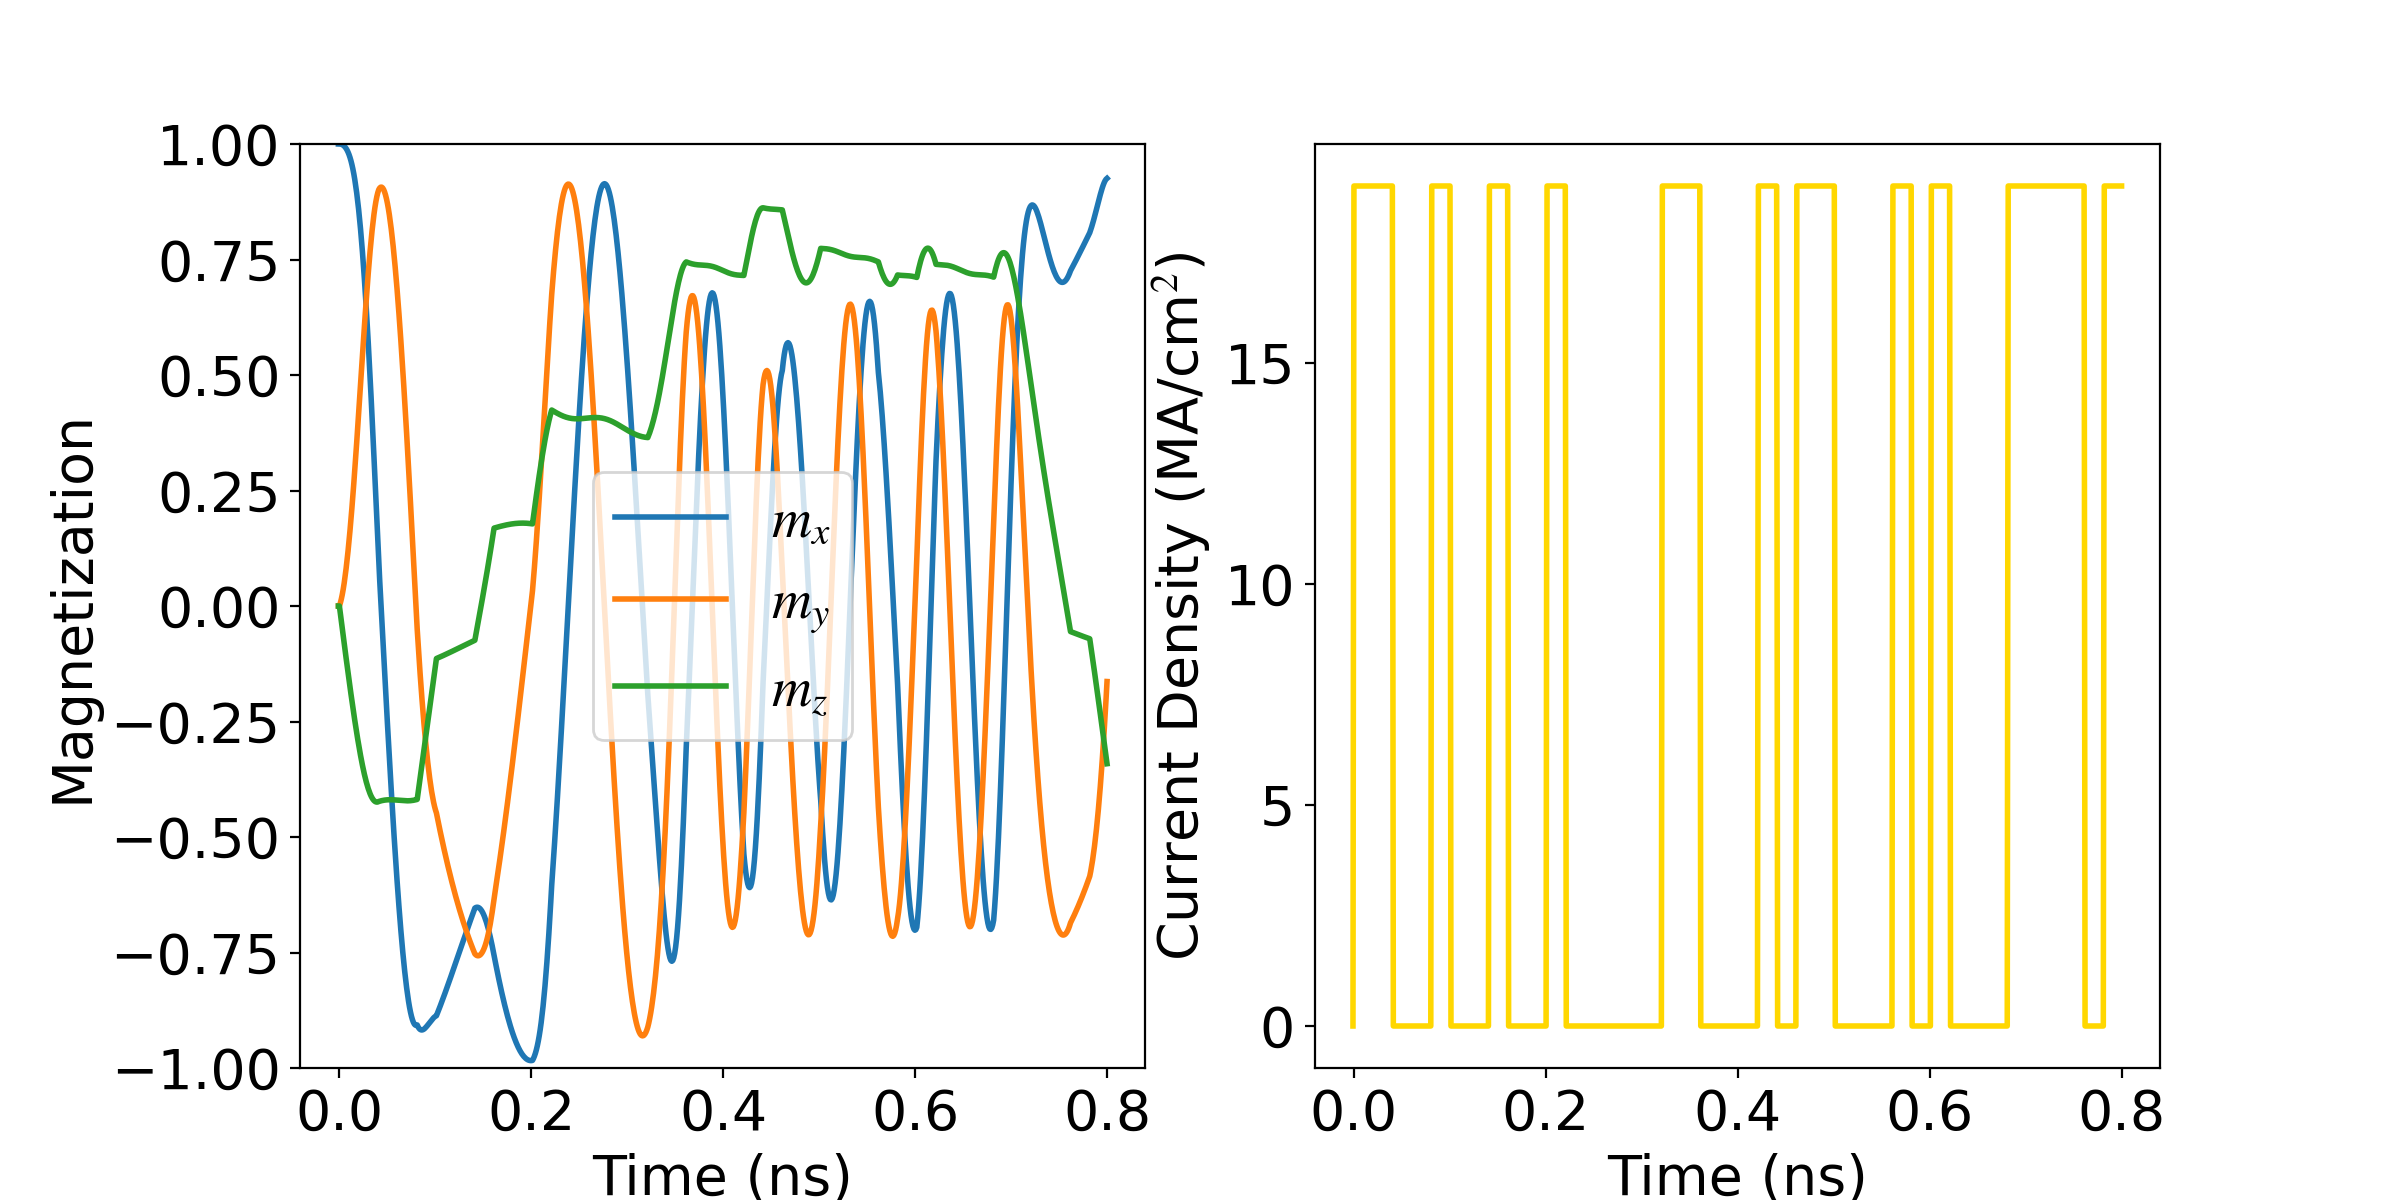 Magnetization
1.00
0.75
0.50
0.25
0.00
−0.25
−0.50
−0.75
−1.00
0.0 0.2 0.4 0.6 0.8
Time (ns)
m_x
m_y
m_z
Current Density (MA/cm²)
15
10
5
0
0.0 0.2 0.4 0.6 0.8
Time (ns)